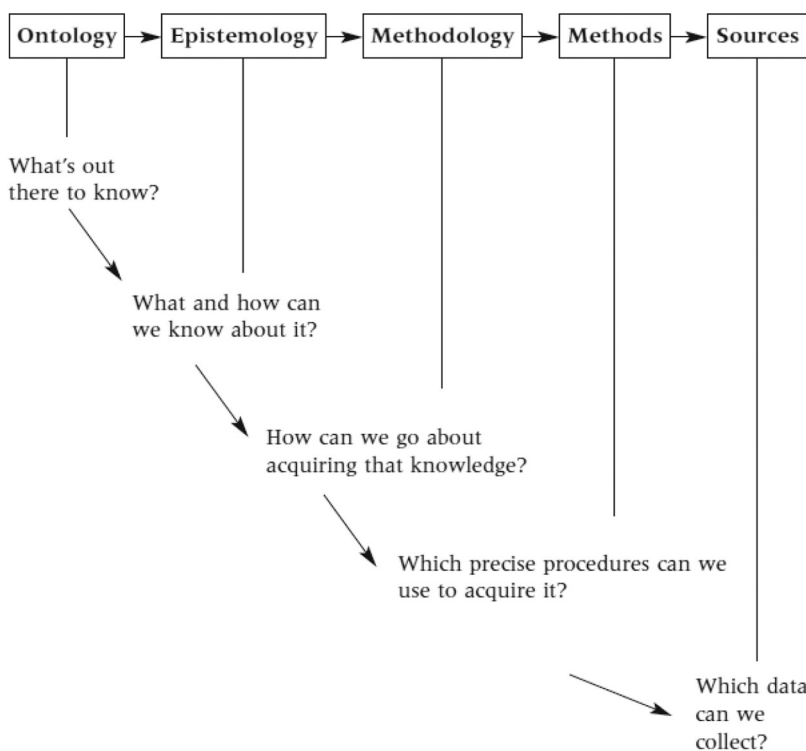 Ontology Epistemology Methodology Methods Sources
What's out
there to know?
What and how can
we know about it?
How can we go about
acquiring that knowledge?
Which precise procedures can we
use to acquire it?
Which data
can we
collect?